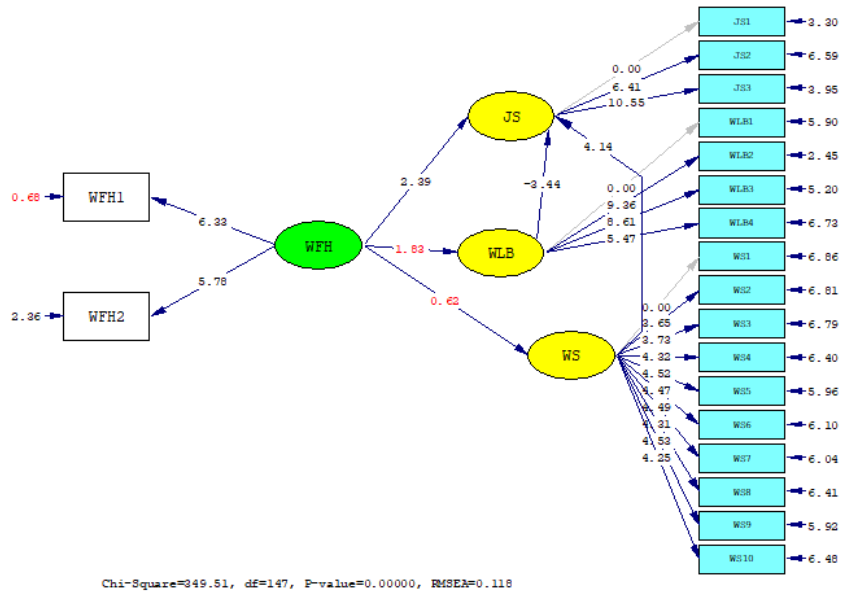 JS1
3.30
JS2
6.59
0.00
6.41
JS3
3.95
10.55
JS
WLB1
5.90
4.14
WLB2
2.45
2.39
-3.44
0.00
WLB3
5.20
0.68
WFH1
9.36
8.61
WLB4
6.73
6.33
5.47
WFH
1.83
WLB
WS1
6.86
5.78
WS2
6.81
0.62
0.00
2.36
WFH2
3.65
WS3
6.79
3.73
WS
4.32
WS4
6.40
4.52
4.47
WS5
5.96
4.49
4.31
WS6
6.10
4.53
4.25
WS7
6.04
WS8
6.41
WS9
5.92
WS10
6.48
Chi-Square=349.51, df=147, P-value=0.00000, RMSEA=0.118